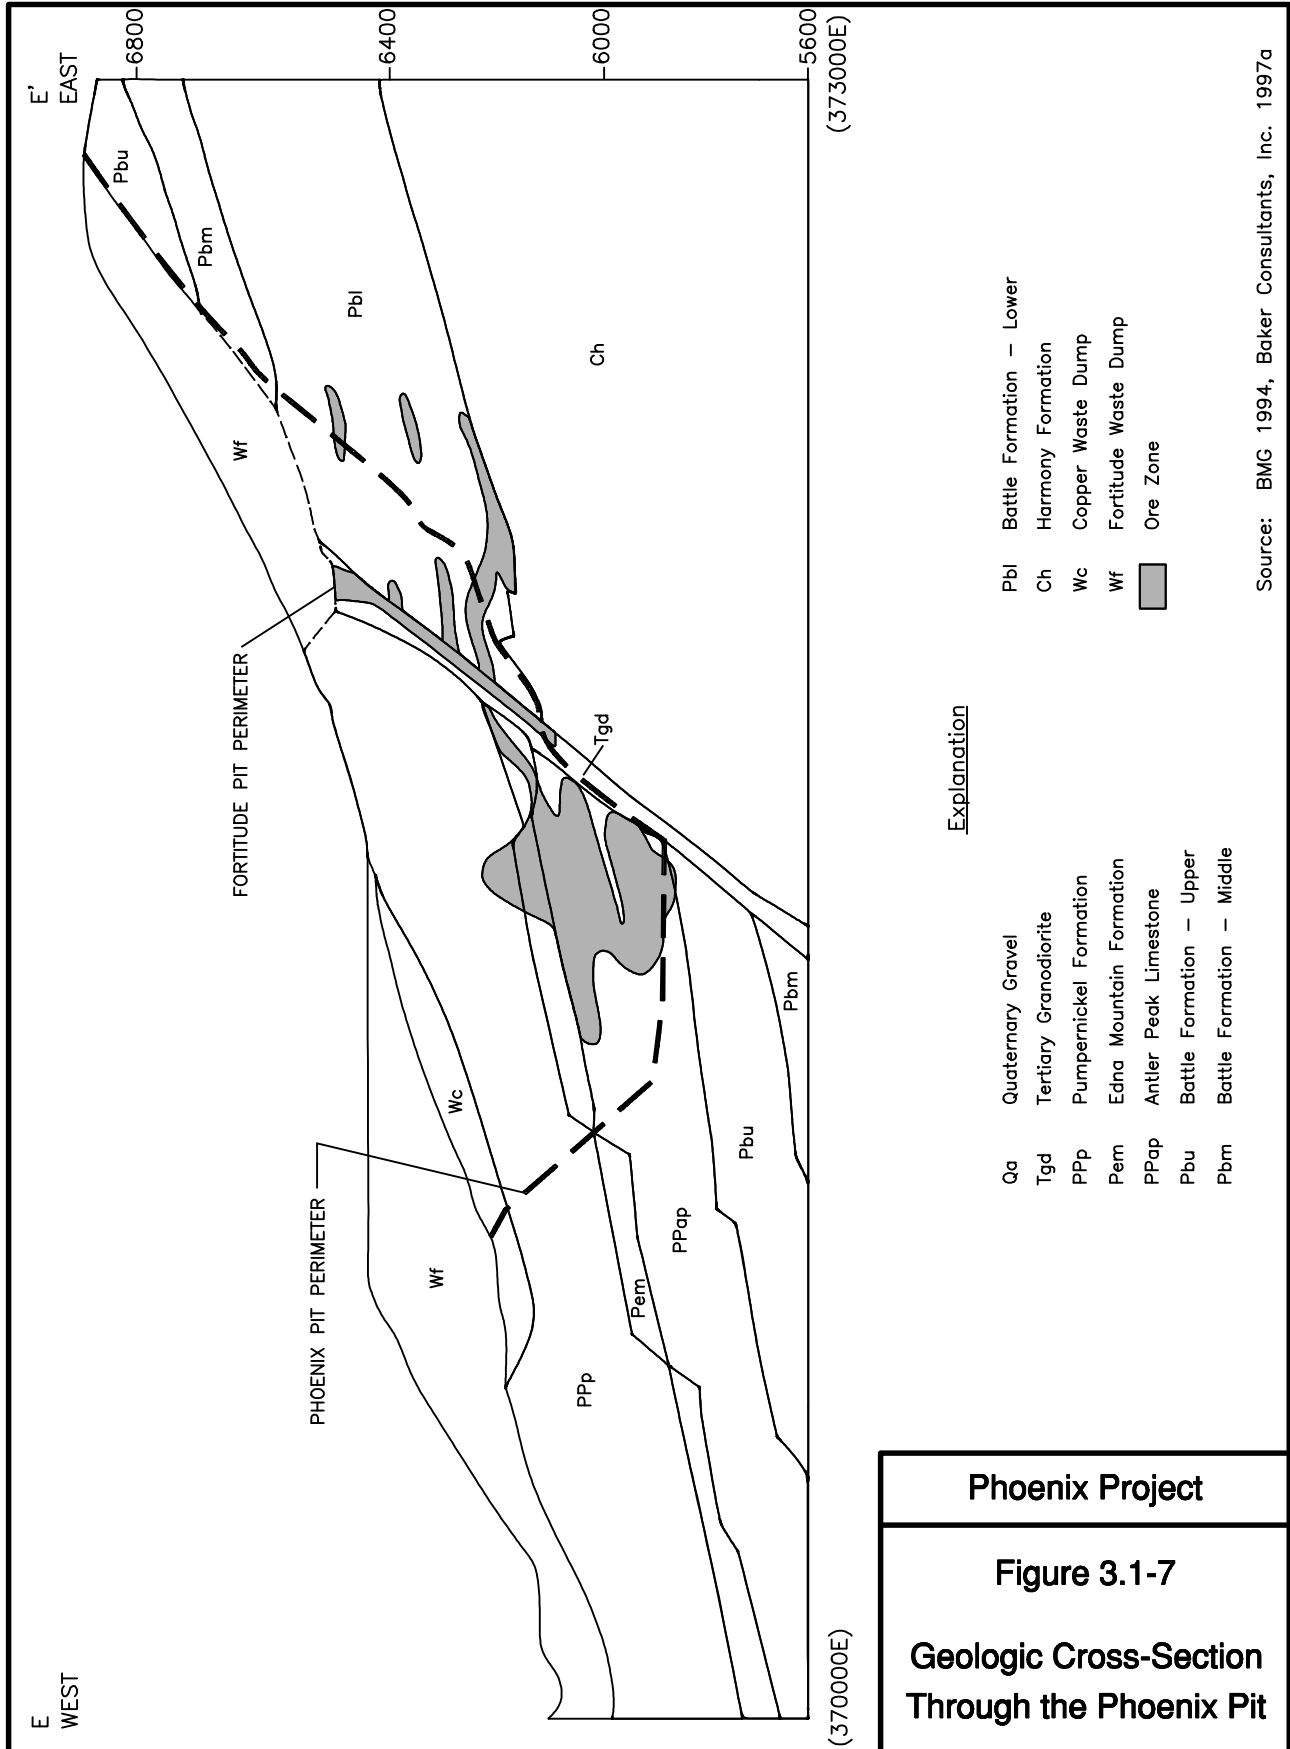 E
WEST
E'
EAST
6800
6400
6000
5600
(370000E)
(373000E)
FORTITUDE PIT PERIMETER
PHOENIX PIT PERIMETER
Pbu
Pbm
Pbl
Ch
Wf
Tgd
Wc
Wf
PPp
Pem
PPap
Pbu
Pbm
Explanation
Qa Quaternary Gravel
Tgd Tertiary Granodiorite
PPp Pumpernickel Formation
Pem Edna Mountain Formation
PPap Antler Peak Limestone
Pbu Battle Formation – Upper
Pbm Battle Formation – Middle
Pbl Battle Formation – Lower
Ch Harmony Formation
Wc Copper Waste Dump
Wf Fortitude Waste Dump
Ore Zone
Source: BMG 1994, Baker Consultants, Inc. 1997a
Phoenix Project
Figure 3.1-7
Geologic Cross-Section
Through the Phoenix Pit